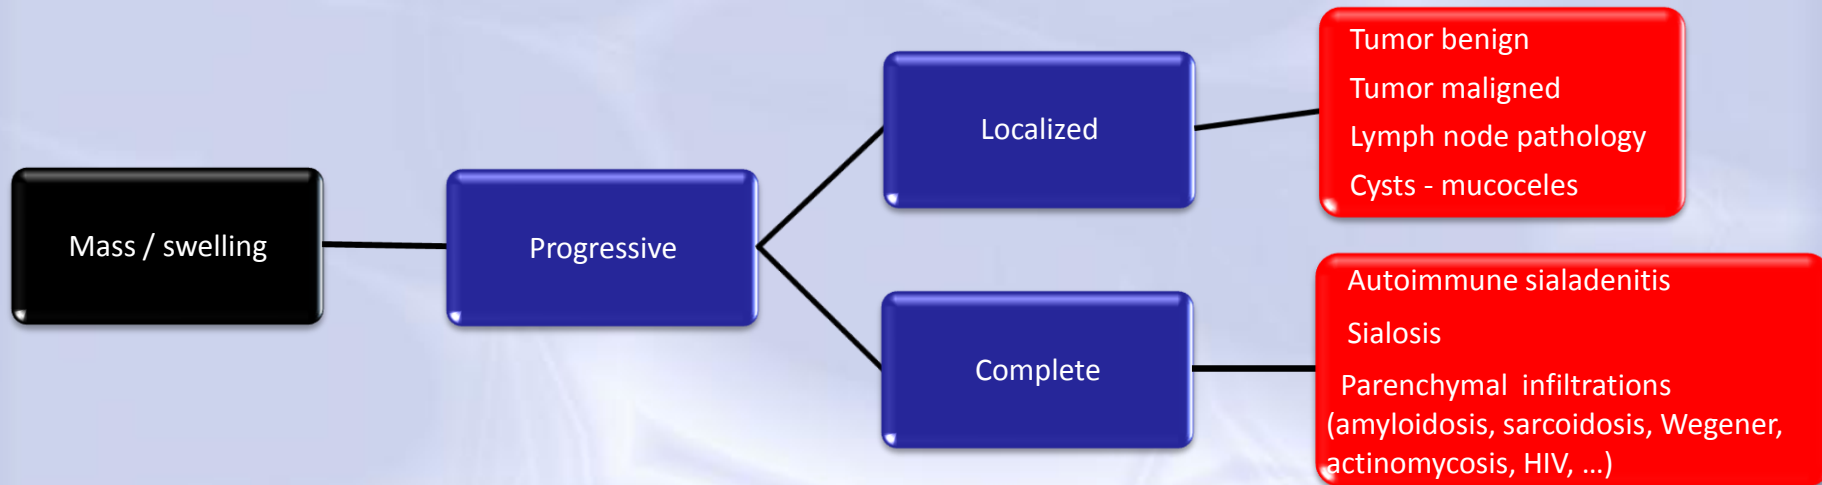 Mass / swelling
Progressive
Localized
Tumor benign
Tumor maligned
Lymph node pathology
Cysts - mucoceles
Complete
Autoimmune sialadenitis
Sialosis
Parenchymal infiltrations
(amyloidosis, sarcoidosis, Wegener,
actinomycosis, HIV, ...)